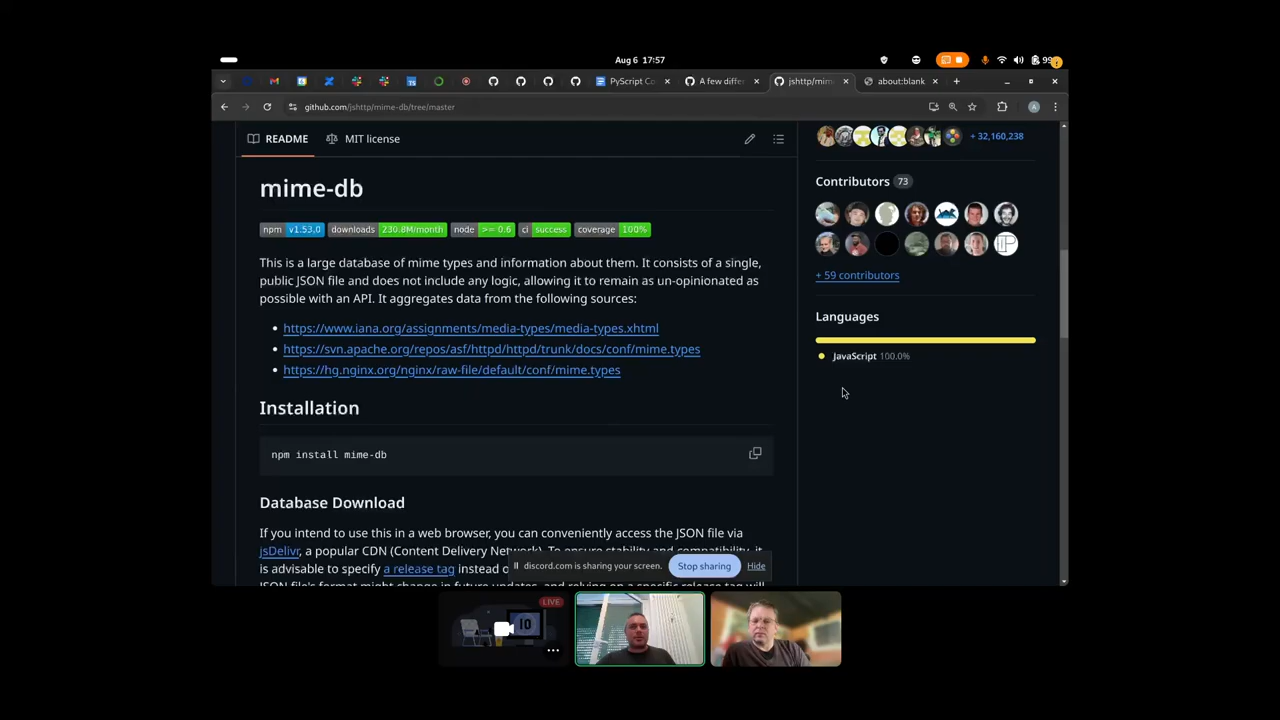 Aug 6 17:57
PyScript Co
A few differ
jshttp/mim
about:blank
github.com/jshttp/mime-db/tree/master
README
MIT license
+ 32,160,238
Contributors 73
mime-db
npm v1.53.0 downloads 230.8M/month node >= 0.6 ci success coverage 100%
This is a large database of mime types and information about them. It consists of a single,
public JSON file and does not include any logic, allowing it to remain as un-opinionated as
possible with an API. It aggregates data from the following sources:
+ 59 contributors
Languages
JavaScript 100.0%
https://www.iana.org/assignments/media-types/media-types.xhtml
https://svn.apache.org/repos/asf/httpd/httpd/trunk/docs/conf/mime.types
https://hg.nginx.org/nginx/raw-file/default/conf/mime.types
Installation
npm install mime-db
Database Download
If you intend to use this in a web browser, you can conveniently access the JSON file via
jsDelivr, a popular CDN (Content Delivery Network). To ensure stability and compatibility, it
is advisable to specify a release tag instead o
discord.com is sharing your screen.
Stop sharing
Hide
LIVE
IO